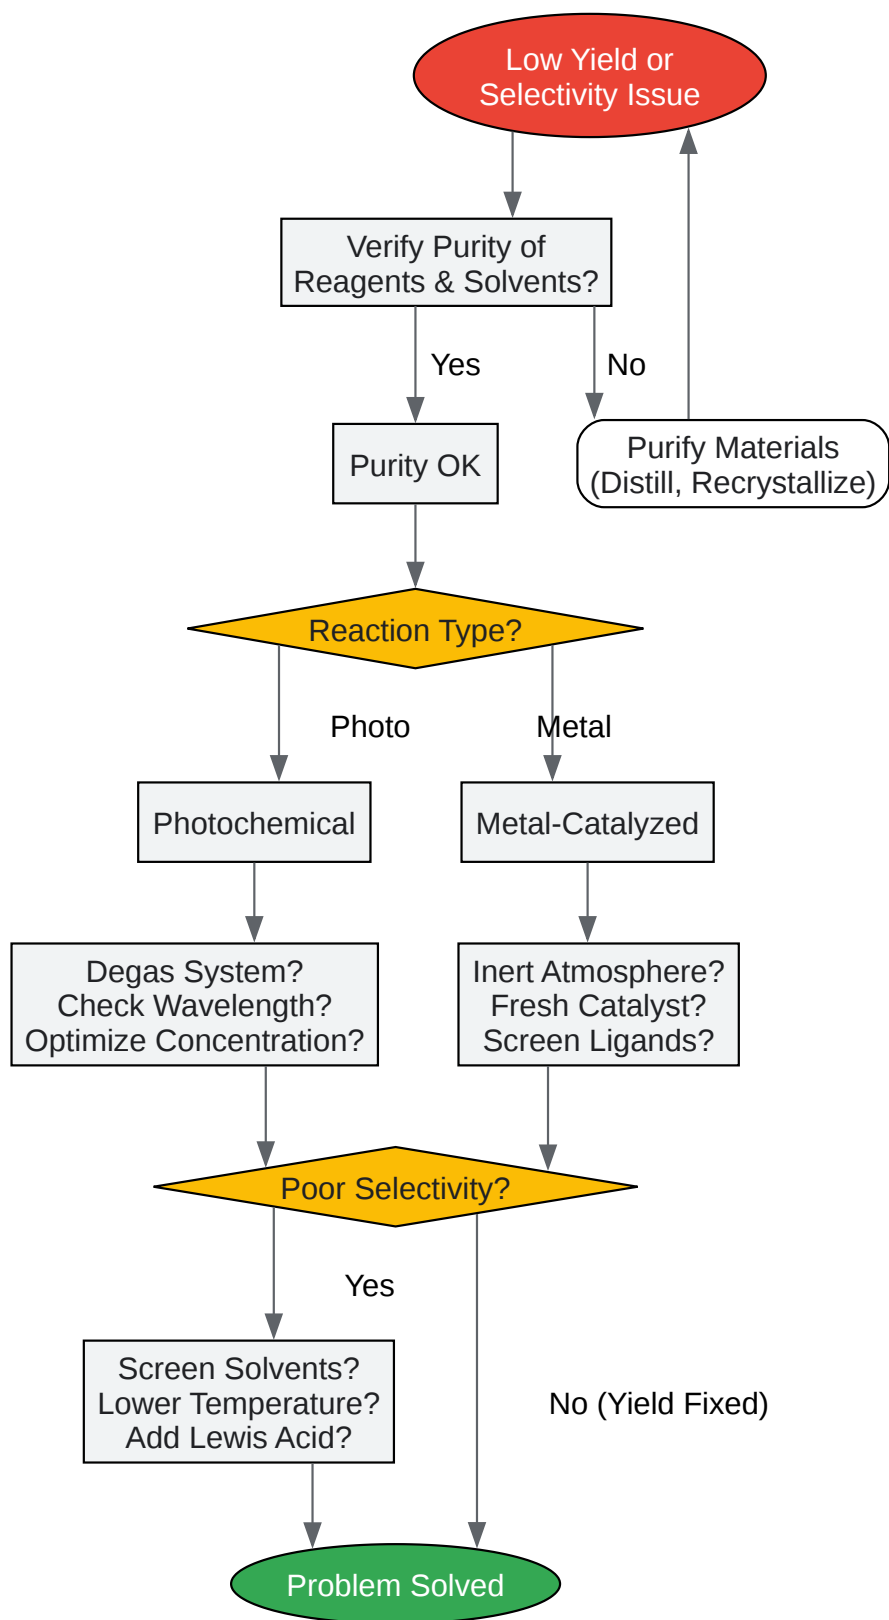 Low Yield or
Selectivity Issue
Verify Purity of
Reagents & Solvents?
Yes
No
Purity OK
Purify Materials
(Distill, Recrystallize)
Reaction Type?
Photo
Metal
Photochemical
Metal-Catalyzed
Degas System?
Check Wavelength?
Optimize Concentration?
Inert Atmosphere?
Fresh Catalyst?
Screen Ligands?
Poor Selectivity?
Yes
Screen Solvents?
Lower Temperature?
Add Lewis Acid?
No (Yield Fixed)
Problem Solved